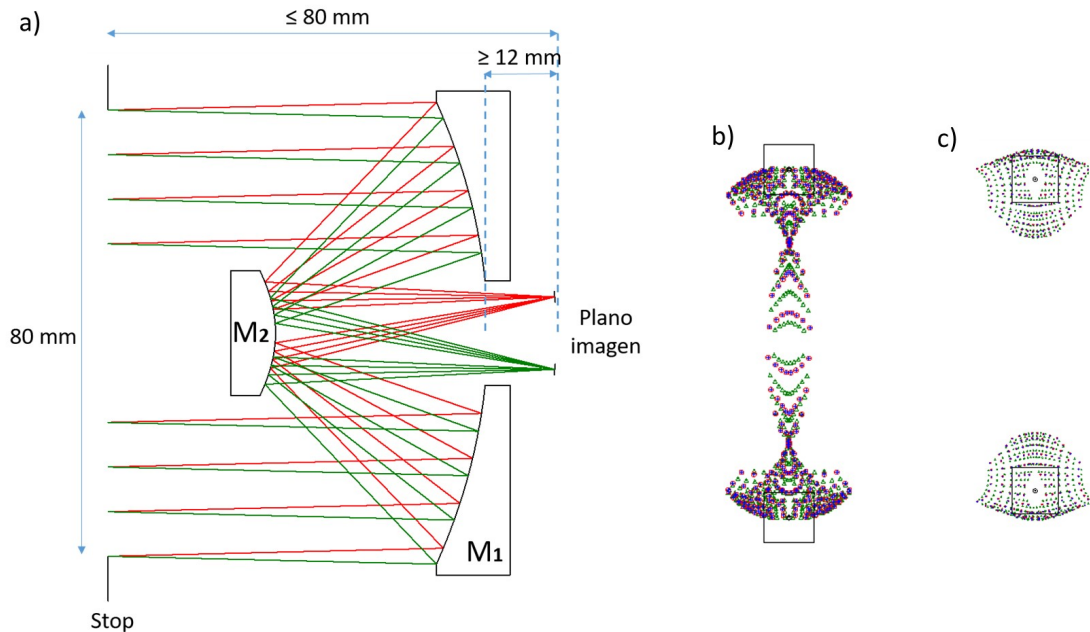 a)
≤ 80 mm
≥ 12 mm
b)
c)
80 mm
M2
Plano
imagen
M1
Stop